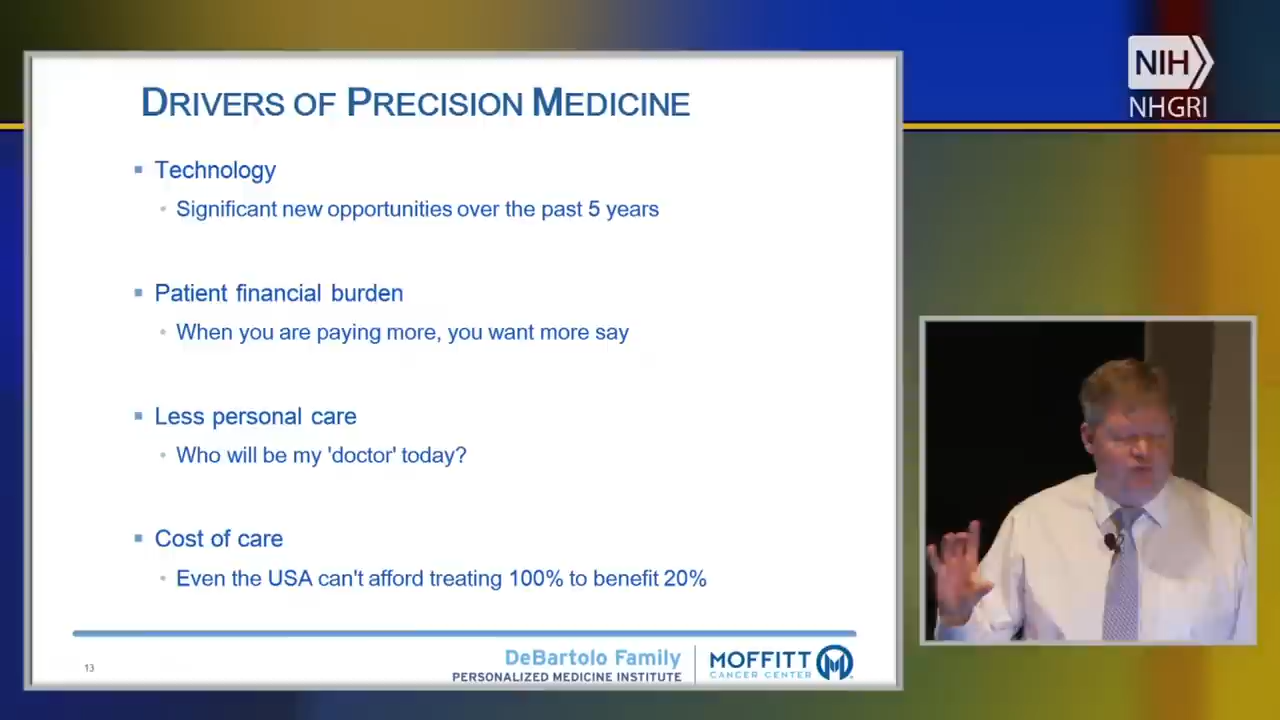 DRIVERS OF PRECISION MEDICINE
Technology
Significant new opportunities over the past 5 years
Patient financial burden
When you are paying more, you want more say
Less personal care
Who will be my 'doctor' today?
Cost of care
Even the USA can't afford treating 100% to benefit 20%
13
DeBartolo Family
PERSONALIZED MEDICINE INSTITUTE
MOFFITT
CANCER CENTER
NIH
NHGRI